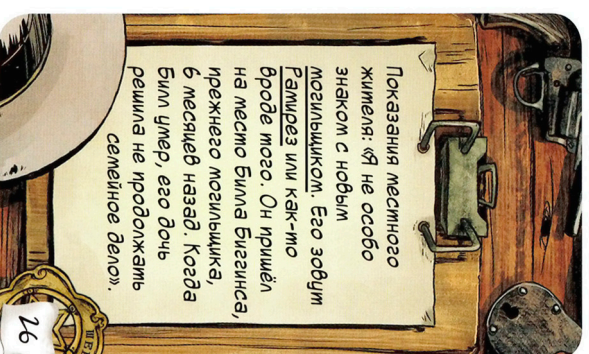 Показания местного
жителя: «Я не особо
знаком с новым
могильщиком. Его зовут
Рамирез или как-то
вроде того. Он пришёл
на место Билла Биггинса,
прежнего могильщика,
6 месяцев назад. Когда
Билл умер, его дочь
решила не продолжать
семейное дело».
26